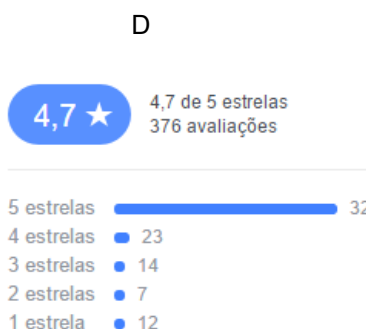 D
4,7 ★
4,7 de 5 estrelas
376 avaliações
5 estrelas
4 estrelas 23
3 estrelas 14
2 estrelas 7
1 estrela 12